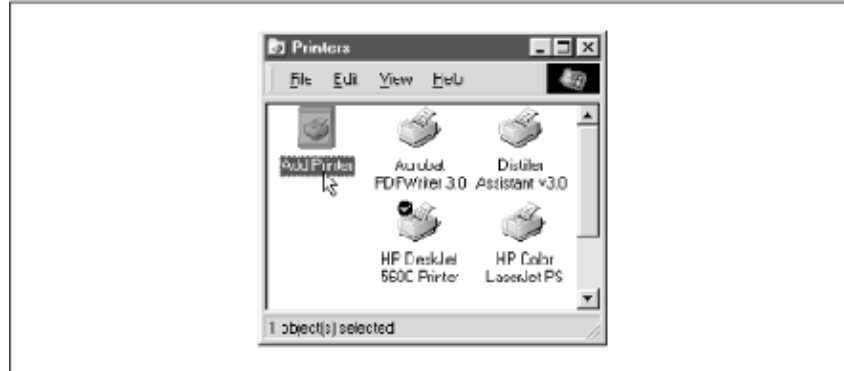 Printers
File Edit View Help
Add Printer
Acrobat
PDFWriter 3.0
Distiller
Assistant v3.0
HP DeskJet
560C Printer
HP Color
LaserJet PS
1 object(s) selected